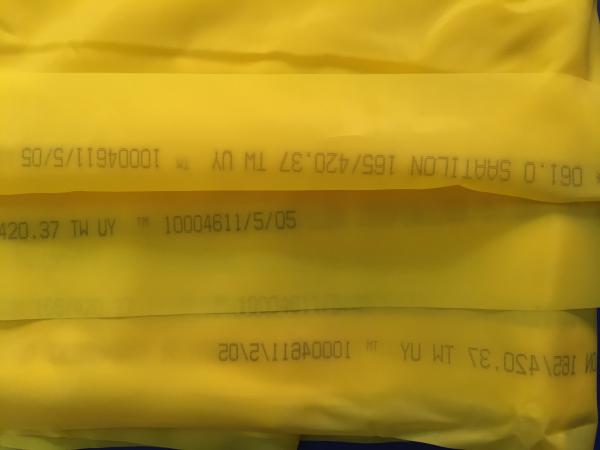 061.0 SAATILON 165/420.37 TW UY ™ 10004611/5/05
420.37 TW UY ™ 10004611/5/05
165/420.37 TW UY ™ 10004611/5/05